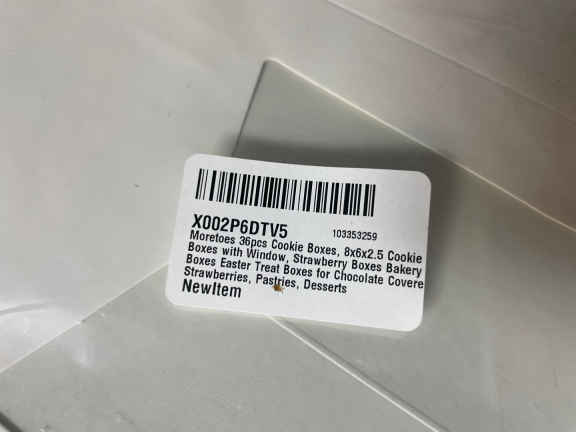 X002P6DTV5
103353259
Moretoes 36pcs Cookie Boxes, 8x6x2.5 Cookie
Boxes with Window, Strawberry Boxes Bakery
Boxes Easter Treat Boxes for Chocolate Covere
Strawberries, Pastries, Desserts
NewItem